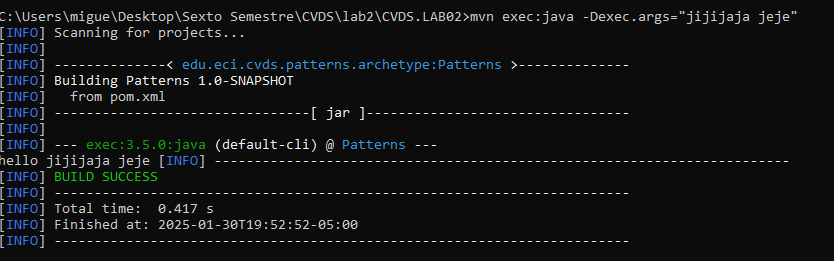 C:\Users\migue\Desktop\Sexto Semestre\CVDS\lab2\CVDS.LAB02>mvn exec:java -Dexec.args="jijijaja jeje"
[INFO] Scanning for projects...
[INFO]
[INFO] --------------< edu.eci.cvds.patterns.archetype:Patterns >--------------
[INFO] Building Patterns 1.0-SNAPSHOT
[INFO]   from pom.xml
[INFO] --------------------------------[ jar ]---------------------------------
[INFO]
[INFO] --- exec:3.5.0:java (default-cli) @ Patterns ---
hello jijijaja jeje [INFO] ------------------------------------------------------------------------
[INFO] BUILD SUCCESS
[INFO] ------------------------------------------------------------------------
[INFO] Total time:  0.417 s
[INFO] Finished at: 2025-01-30T19:52:52-05:00
[INFO] ------------------------------------------------------------------------